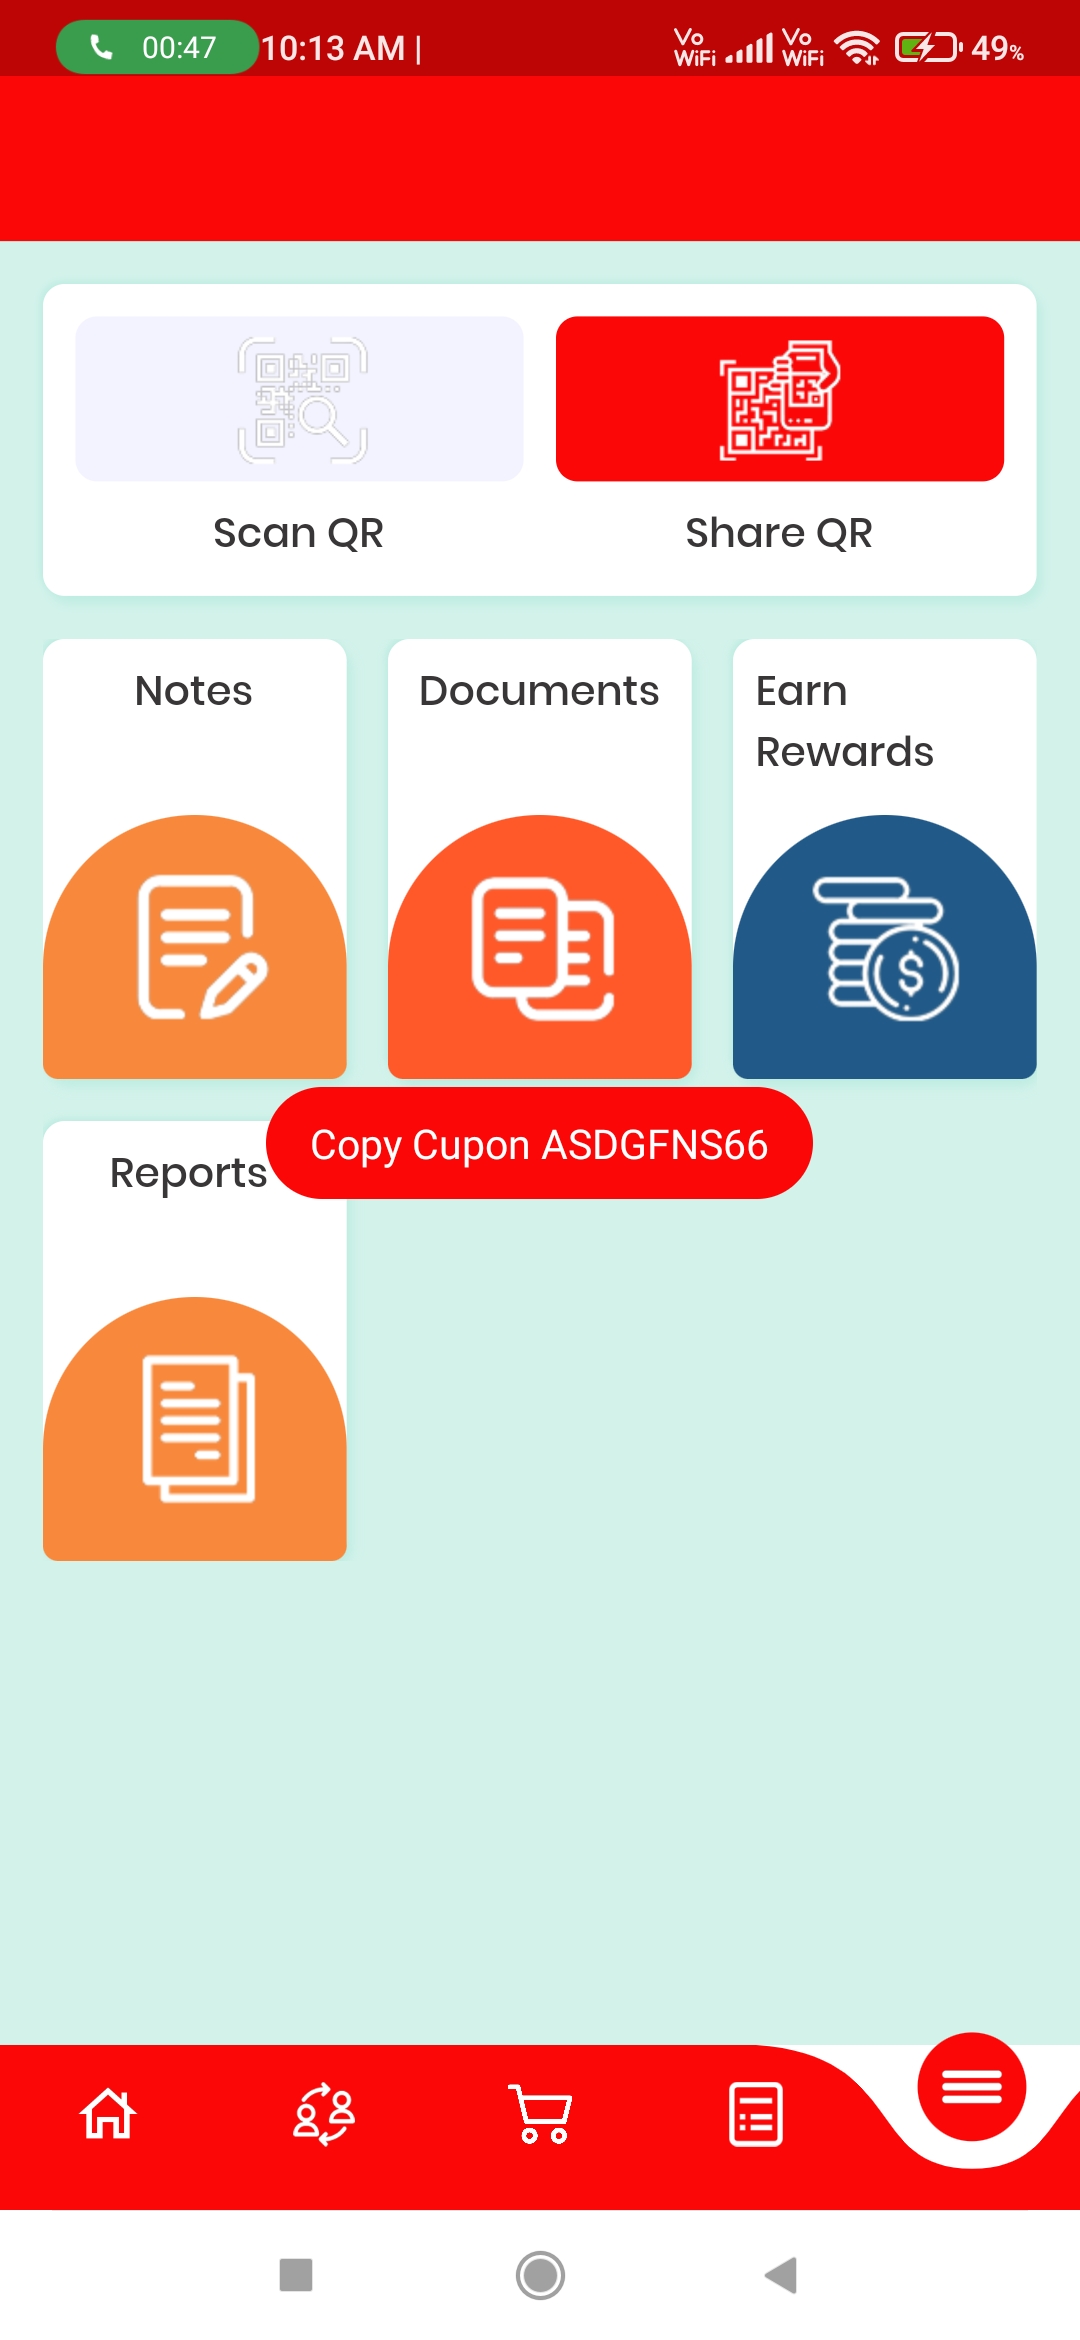 00:47 10:13 AM | Vo WiFi Vo WiFi 49%
Scan QR Share QR
Notes Documents Earn
Rewards
Copy Cupon ASDGFNS66
Reports